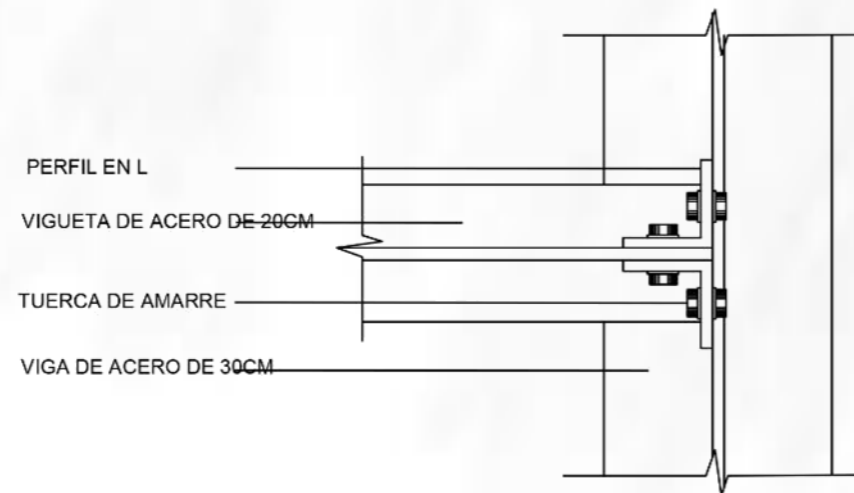 PERFIL EN L
VIGUETA DE ACERO DE 20CM
TUERCA DE AMARRE
VIGA DE ACERO DE 30CM